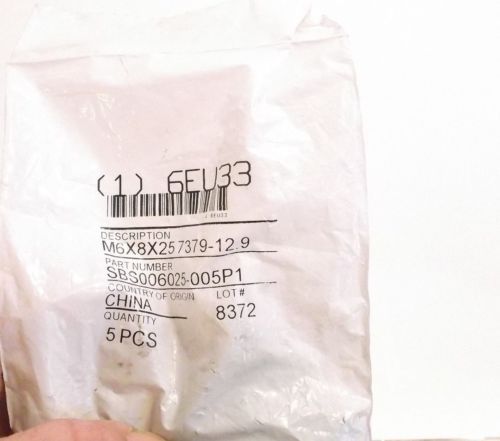 (1) 6EU33
J 6EU33
DESCRIPTION
M6X8X25 7379-12.9
PART NUMBER
SBS006025-005P1
COUNTRY OF ORIGIN LOT#
CHINA 8372
QUANTITY
5 PCS